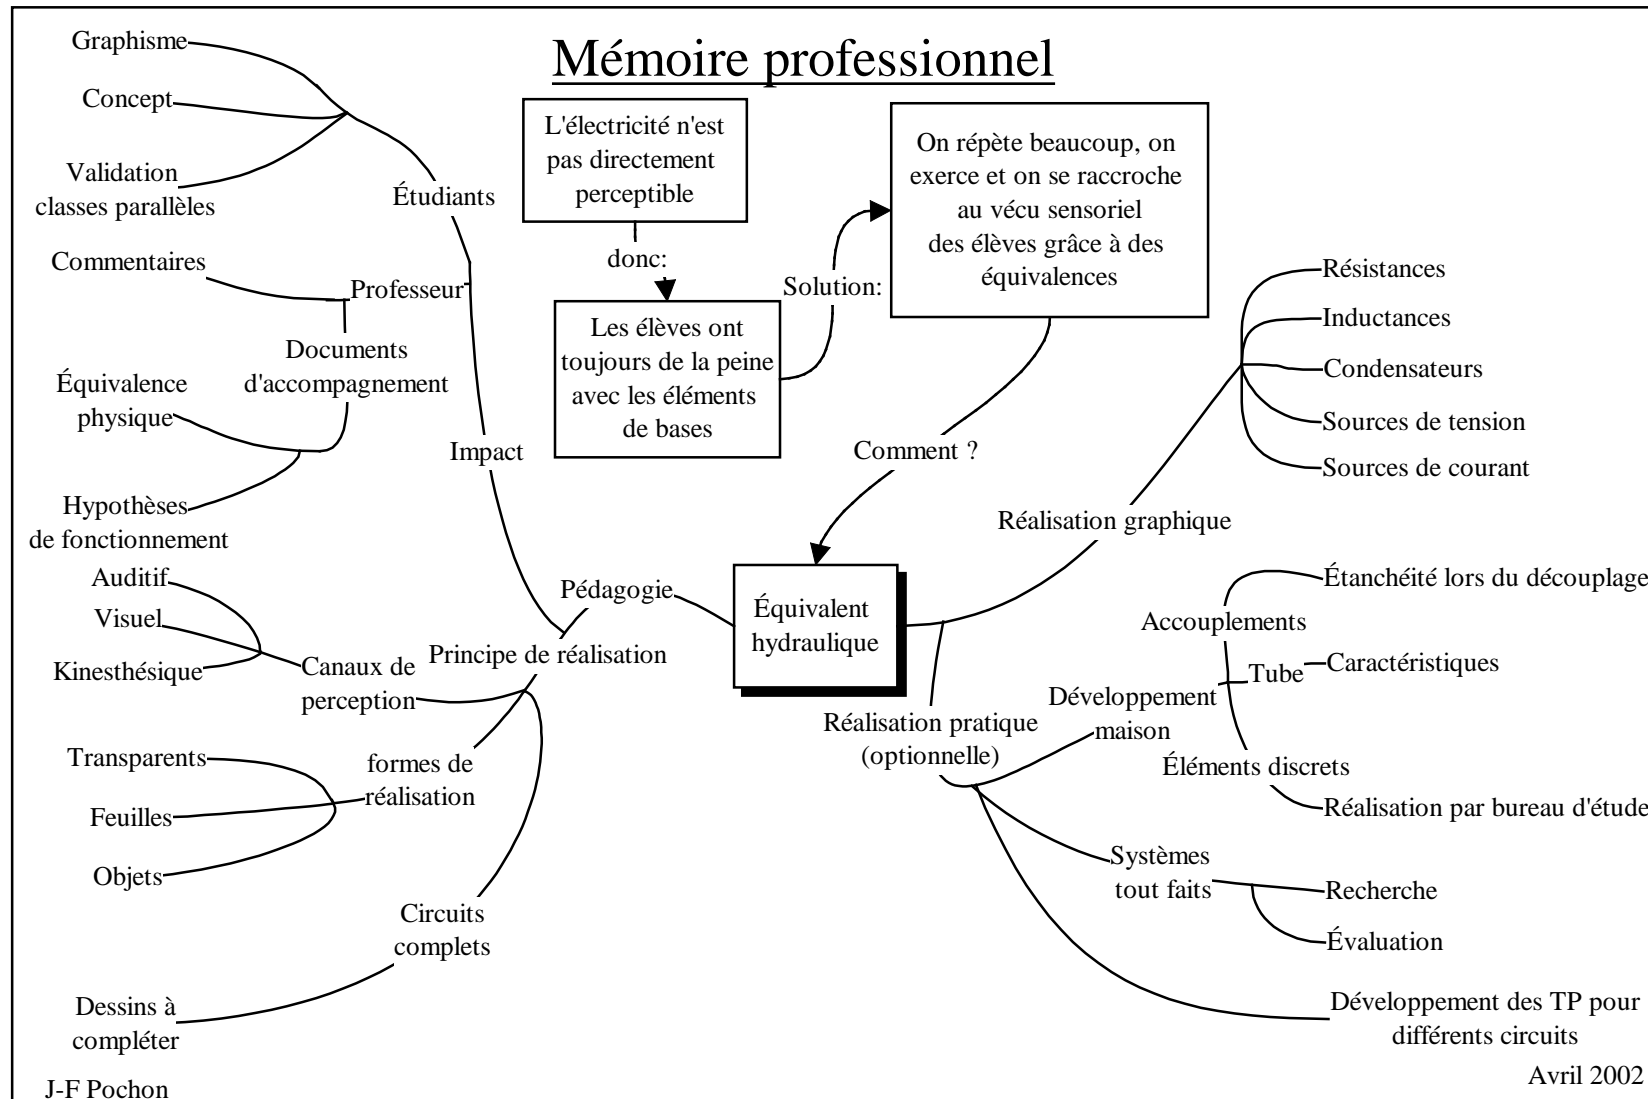 Mémoire professionnel
L'électricité n'est
pas directement
perceptible
donc:
Les élèves ont
toujours de la peine
avec les éléments
de bases
Solution:
On répète beaucoup, on
exerce et on se raccroche
au vécu sensoriel
des élèves grâce à des
équivalences
Comment ?
Équivalent
hydraulique
Pédagogie
Impact
Étudiants
Graphisme
Concept
Validation
classes parallèles
Professeur
Commentaires
Documents
d'accompagnement
Équivalence
physique
Hypothèses
de fonctionnement
Principe de réalisation
Canaux de
perception
Auditif
Visuel
Kinesthésique
formes de
réalisation
Transparents
Feuilles
Objets
Circuits
complets
Dessins à
compléter
Réalisation graphique
Résistances
Inductances
Condensateurs
Sources de tension
Sources de courant
Réalisation pratique
(optionnelle)
Développement
maison
Accouplements
Étanchéité lors du découplage
Tube
Caractéristiques
Éléments discrets
Réalisation par bureau d'étude
Systèmes
tout faits
Recherche
Évaluation
Développement des TP pour
différents circuits
J-F Pochon
Avril 2002